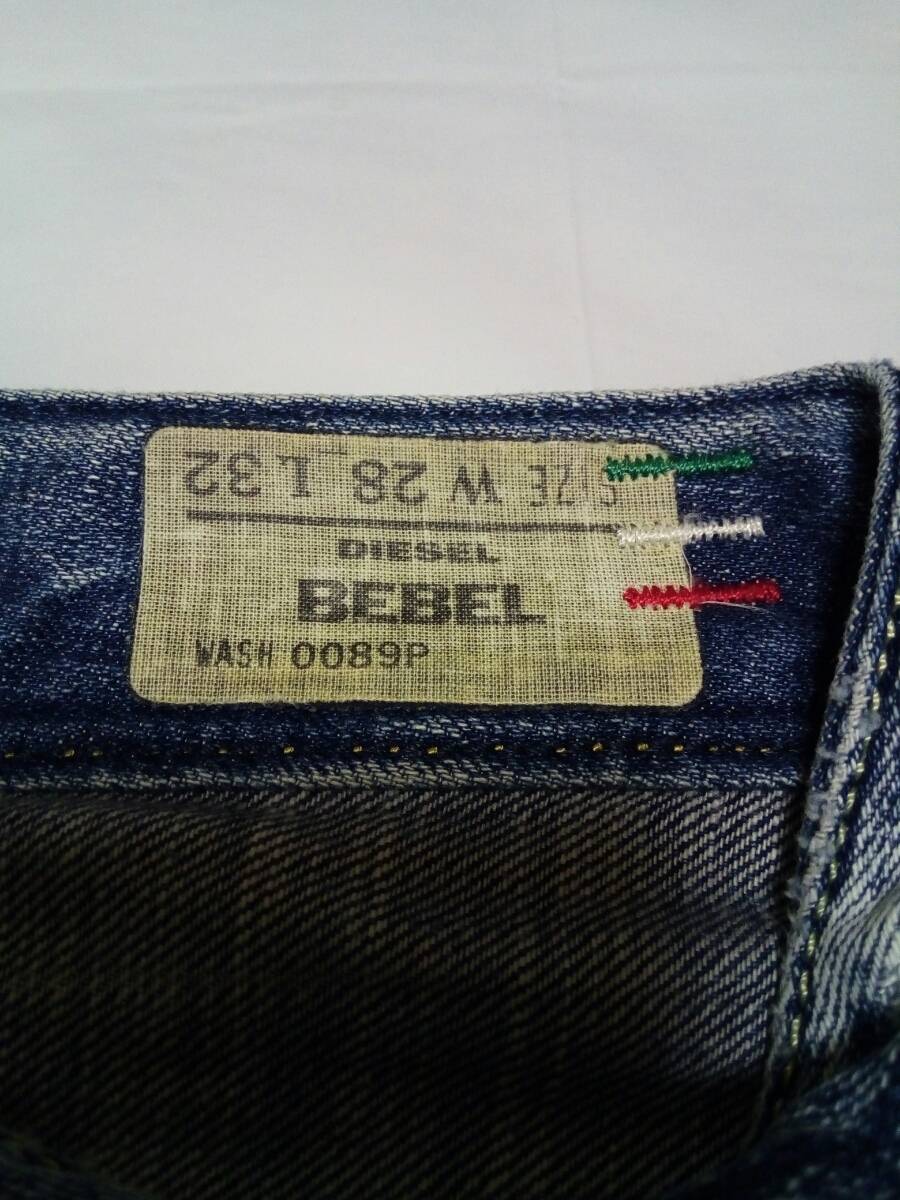 SIZE W 28 L 32
DIESEL
BEBEL
WASH 0089P